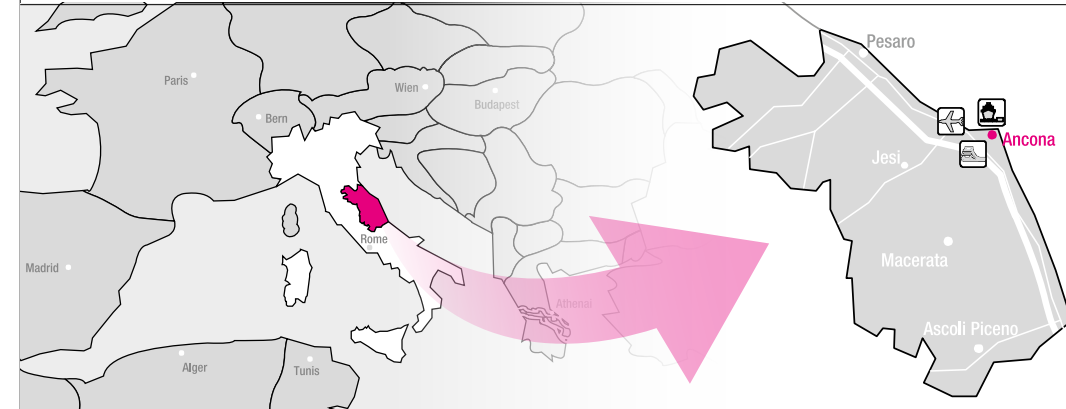 Paris
Wien
Budapest
Bern
Rome
Madrid
Athenai
Alger
Tunis
Pesaro
Ancona
Jesi
Macerata
Ascoli Piceno